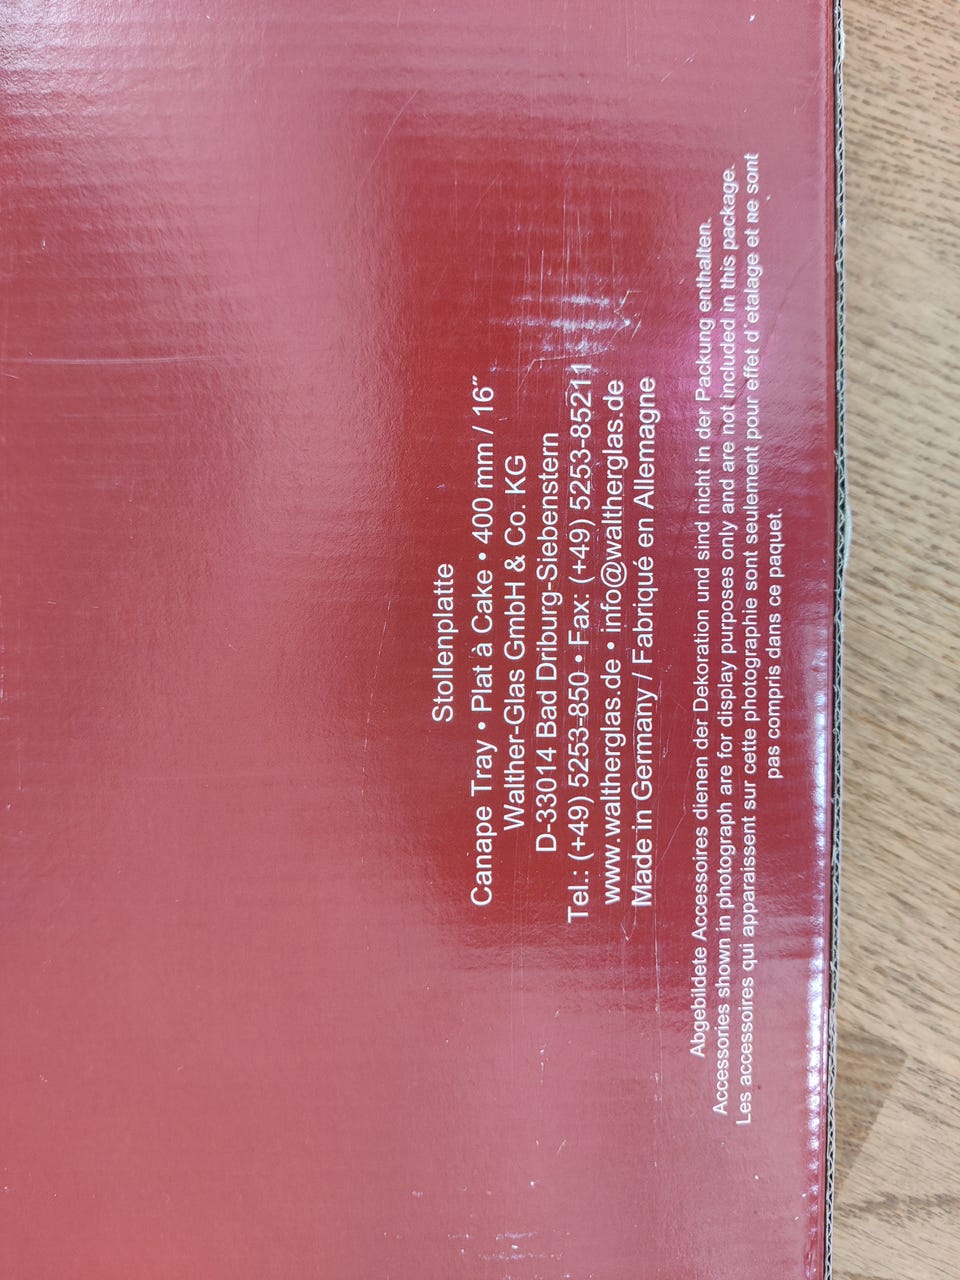 Stollenplatte
Canape Tray • Plat à Cake • 400 mm / 16″
Walther-Glas GmbH & Co. KG
D-33014 Bad Driburg-Siebenstern
Tel.: (+49) 5253-850 • Fax: (+49) 5253-85211
www.waltherglas.de • info@waltherglas.de
Made in Germany / Fabriqué en Allemagne
Abgebildete Accessoires dienen der Dekoration und sind nicht in der Packung enthalten.
Accessories shown in photograph are for display purposes only and are not included in this package.
Les accessoires qui apparaissent sur cette photographie sont seulement pour effet d´etalage et ne sont
pas compris dans ce paquet.